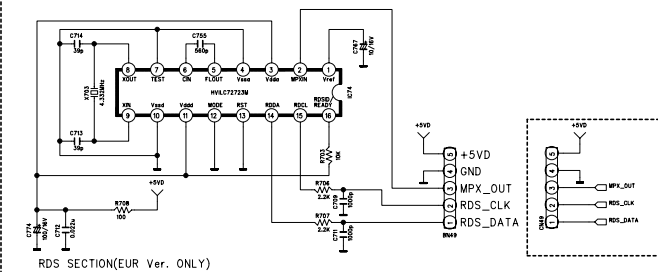 C714
39p
X703
4.332MHz
C713
39p
C755
560p
8 7 6 5 4 3 2 1
XOUT TEST CIN FLOUT Vssa Vdda MPXIN Vref
HVILC72723M
IC74
RDSID
XIN Vssd Vddd MODE RST RDDA RDCL READY
9 10 11 12 13 14 15 16
C767
10/16V
R703
10K
+5VD
R708
100
C774
100/16V
C712
0.022u
R706
2.2K
C709
1000p
R707
2.2K
C711
1000p
+5VD
5 +5VD
4 GND
3 MPX_OUT
2 RDS_CLK
1 RDS_DATA
BN49
+5VD
5
4
3 MPX_OUT
2 RDS_CLK
1 RDS_DATA
CN49
RDS SECTION(EUR Ver. ONLY)